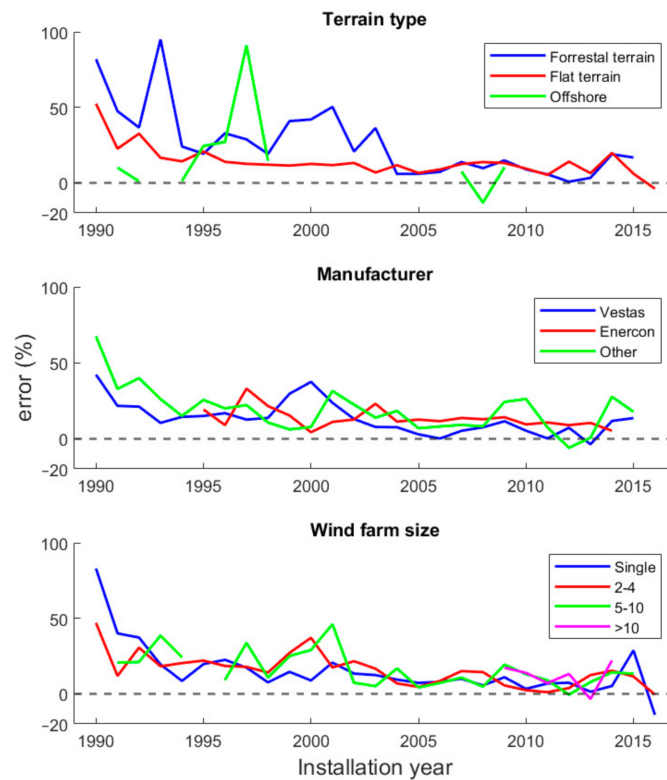 Terrain type
100
50
0
−20
Forrestal terrain
Flat terrain
Offshore
1990 1995 2000 2005 2010 2015
Manufacturer
100
50
0
−20
Vestas
Enercon
Other
1990 1995 2000 2005 2010 2015
error (%)
Wind farm size
100
50
0
−20
Single
2-4
5-10
>10
1990 1995 2000 2005 2010 2015
Installation year